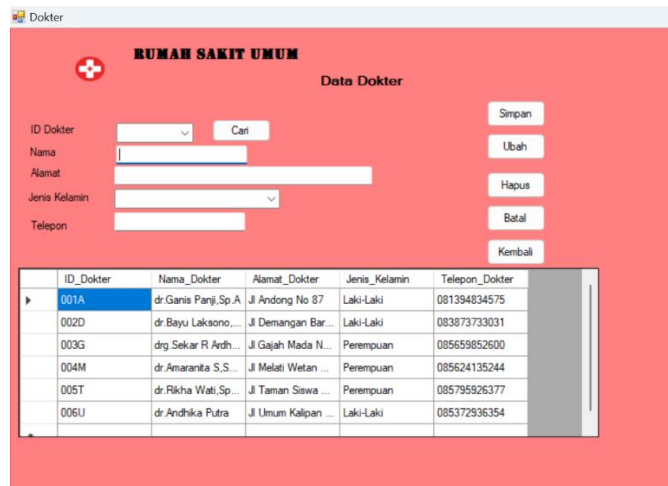 Dokter
RUMAH SAKIT UMUM
Data Dokter
Simpan
ID Dokter
Cari
Nama
Ubah
Alamat
Hapus
Jenis Kelamin
Batal
Telepon
Kembali
ID_Dokter Nama_Dokter Alamat_Dokter Jenis_Kelamin Telepon_Dokter
001A dr.Ganis Panji,Sp.A Jl Andong No 87 Laki-Laki 081394834575
002D dr.Bayu Laksono,... Jl Demangan Bar... Laki-Laki 083873733031
003G drg.Sekar R Ardh... Jl Gajah Mada N... Perempuan 085659852600
004M dr.Amaranita S,S... Jl Melati Wetan ... Perempuan 085624135244
005T dr.Rikha Wati,Sp... Jl Taman Siswa ... Perempuan 085795926377
006U dr.Andhika Putra Jl Umum Kalipan ... Laki-Laki 085372936354